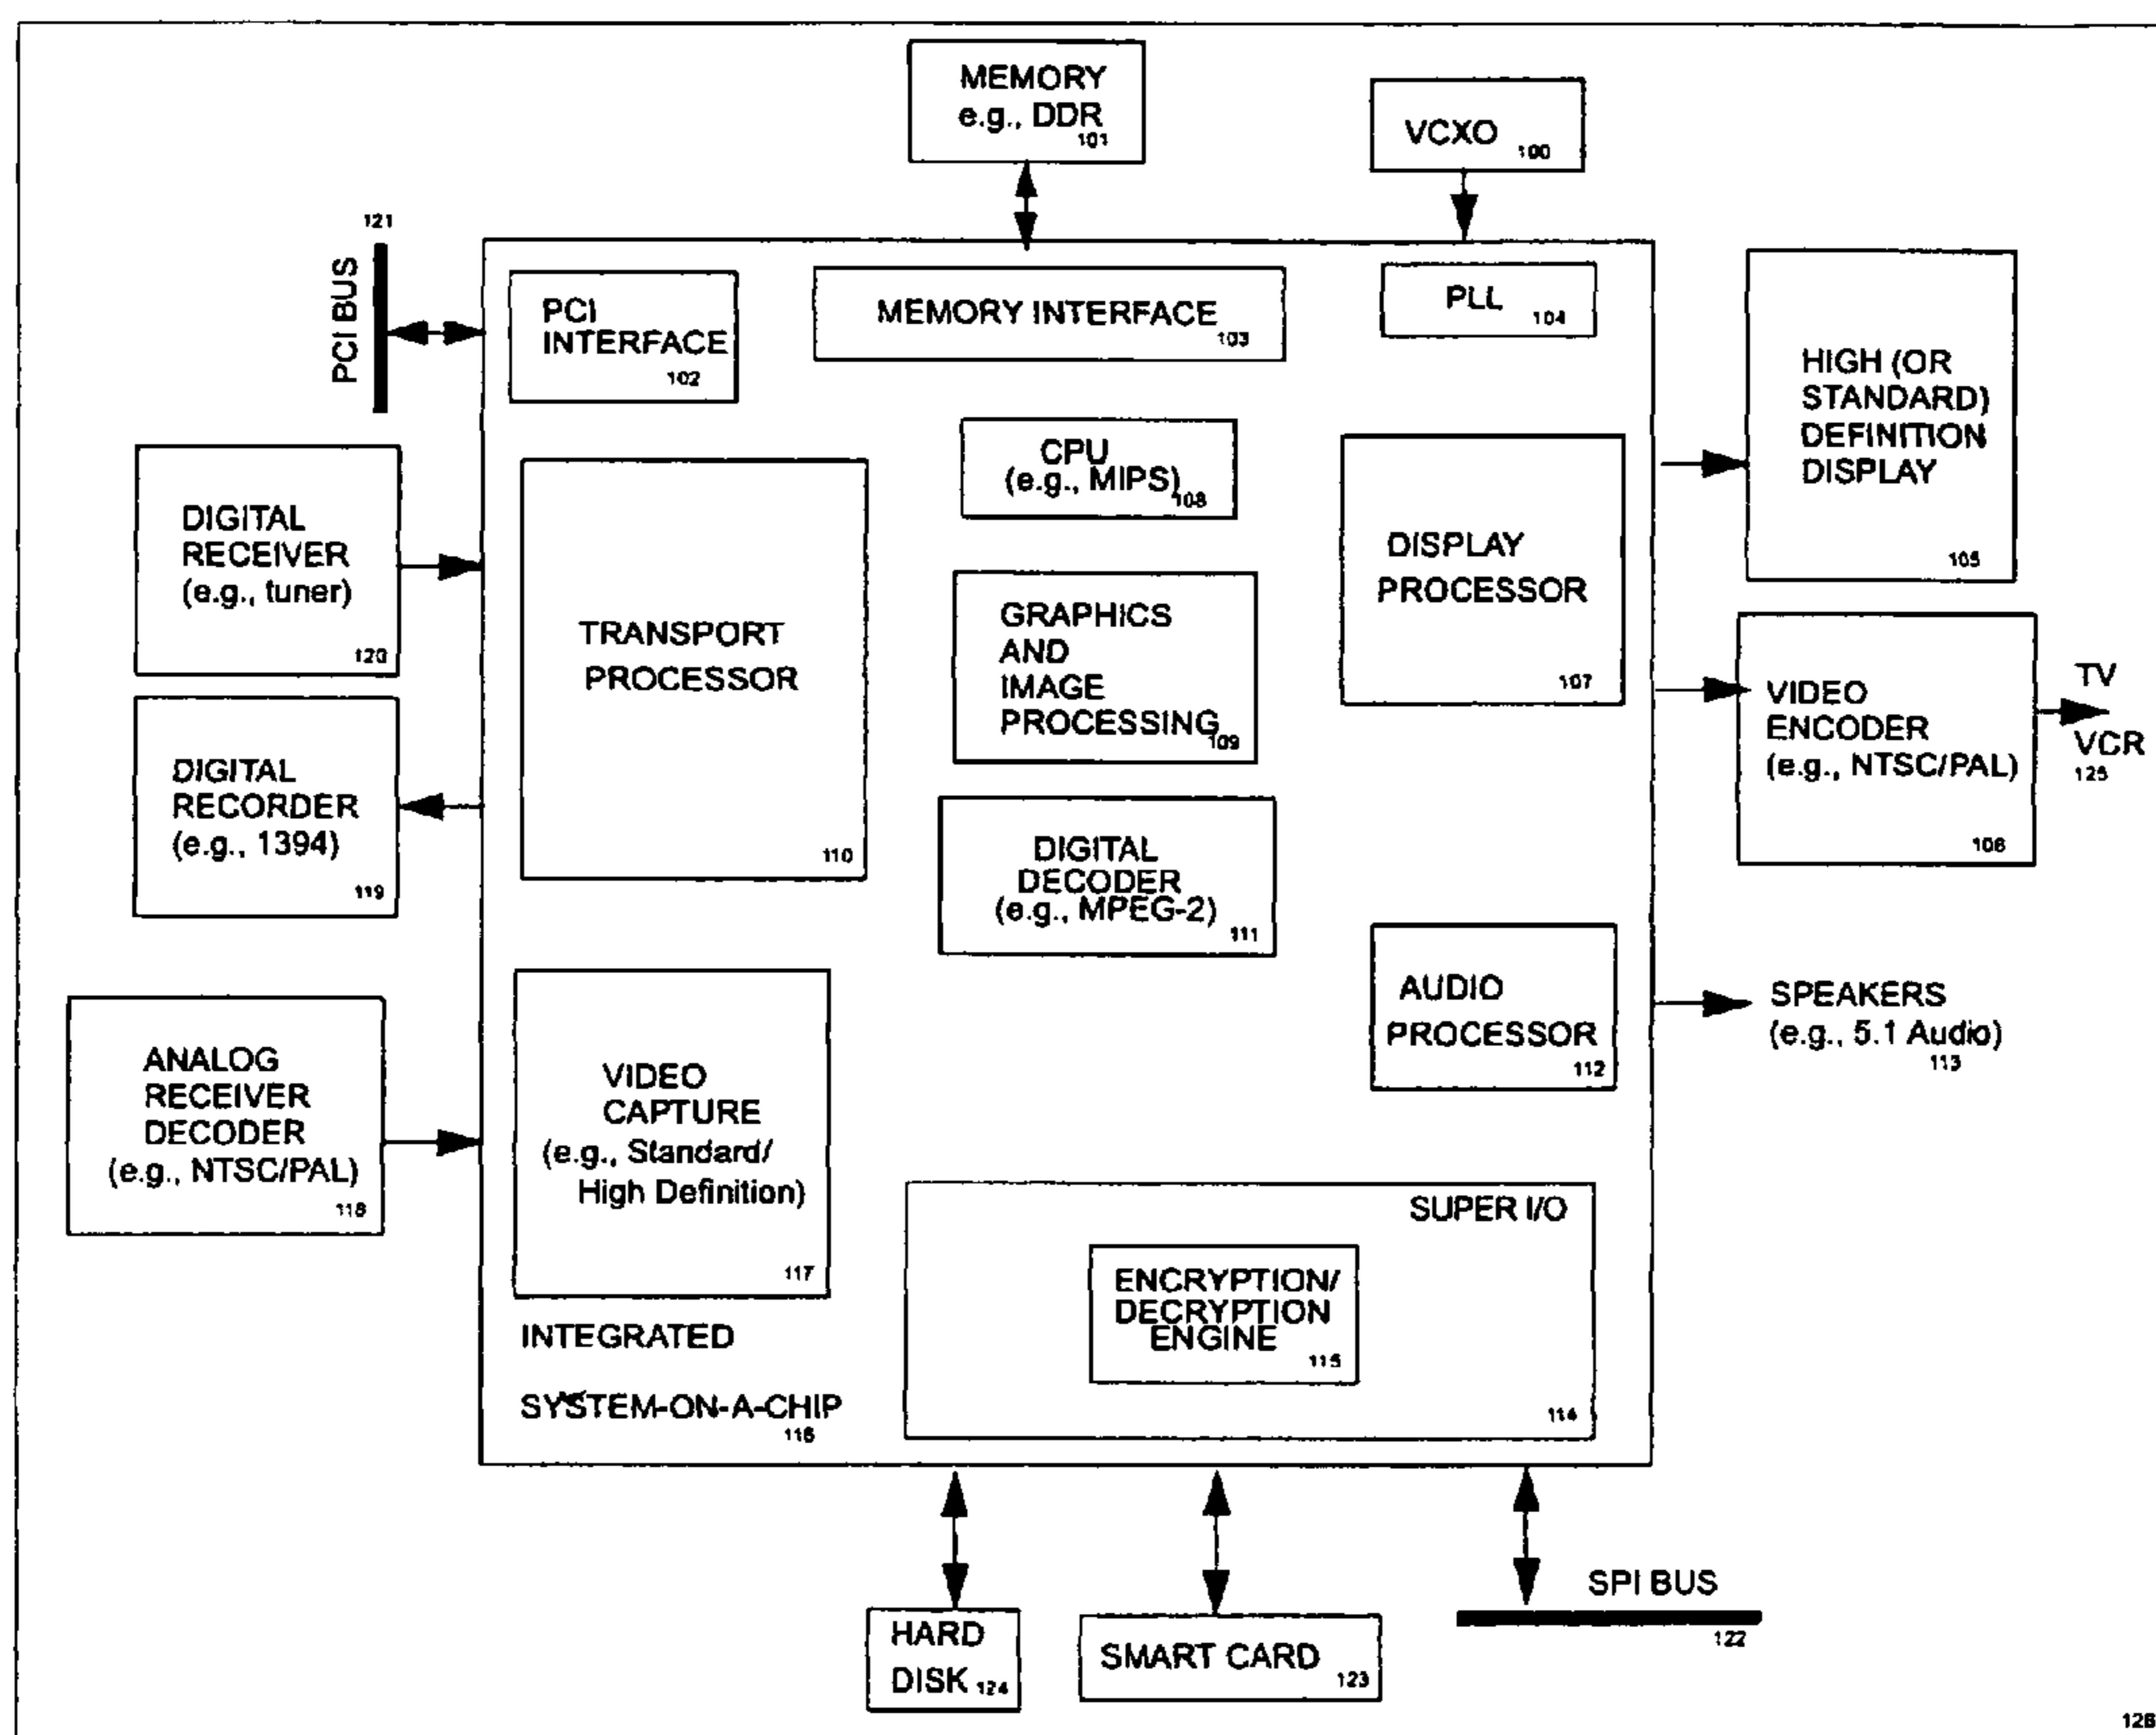 MEMORY
e.g., DDR
101
VCXO
100
121
PCI BUS
PCI
INTERFACE
102
MEMORY INTERFACE
103
PLL
104
HIGH (OR
STANDARD)
DEFINITION
DISPLAY
105
CPU
(e.g., MIPS)
108
DIGITAL
RECEIVER
(e.g., tuner)
120
TRANSPORT
PROCESSOR
110
DISPLAY
PROCESSOR
107
GRAPHICS
AND
IMAGE
PROCESSING
109
VIDEO
ENCODER
(e.g., NTSC/PAL)
106
TV
VCR
125
DIGITAL
RECORDER
(e.g., 1394)
119
DIGITAL
DECODER
(e.g., MPEG-2)
111
AUDIO
PROCESSOR
112
SPEAKERS
(e.g., 5.1 Audio)
113
ANALOG
RECEIVER
DECODER
(e.g., NTSC/PAL)
118
VIDEO
CAPTURE
(e.g., Standard/
High Definition)
117
SUPER I/O
ENCRYPTION/
DECRYPTION
ENGINE
115
114
INTEGRATED
SYSTEM-ON-A-CHIP
116
HARD
DISK 124
SMART CARD
123
SPI BUS
122
126